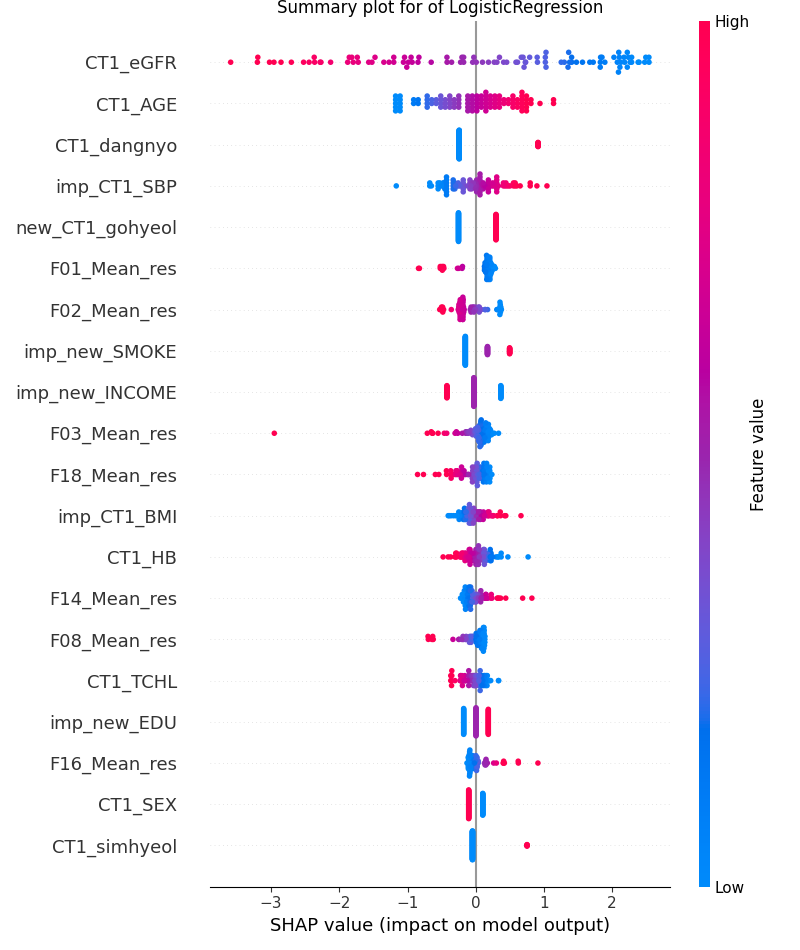 Summary plot for of LogisticRegression
High
CT1_eGFR
CT1_AGE
CT1_dangnyo
imp_CT1_SBP
new_CT1_gohyeol
F01_Mean_res
F02_Mean_res
imp_new_SMOKE
imp_new_INCOME
F03_Mean_res
F18_Mean_res
imp_CT1_BMI
CT1_HB
F14_Mean_res
F08_Mean_res
CT1_TCHL
imp_new_EDU
F16_Mean_res
CT1_SEX
CT1_simhyeol
Feature value
Low
−3 −2 −1 0 1 2
SHAP value (impact on model output)